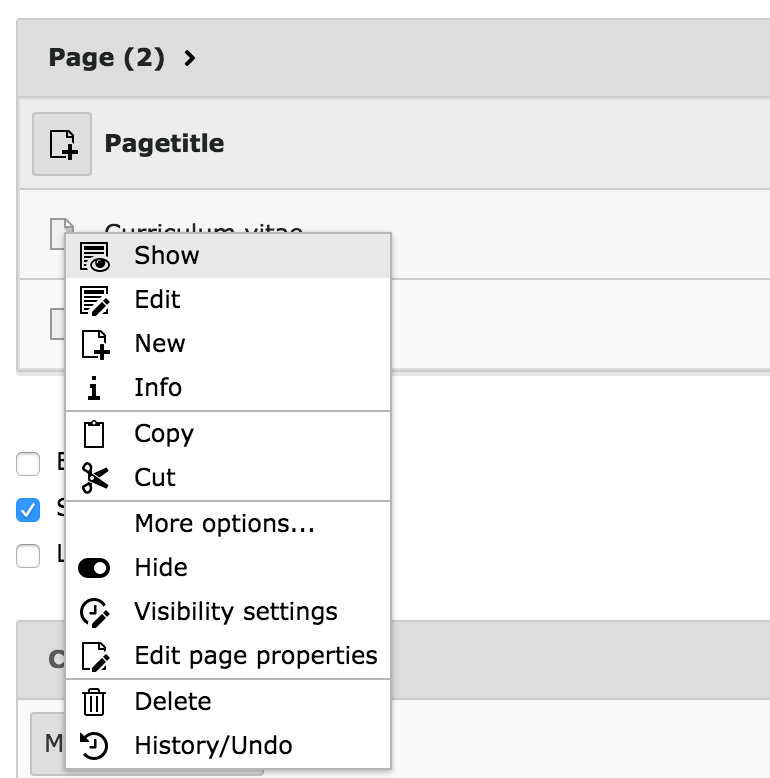 Page (2)
Pagetitle
Curriculum vitae
Show
Edit
New
Info
Copy
Cut
More options...
Hide
Visibility settings
Edit page properties
Delete
History/Undo